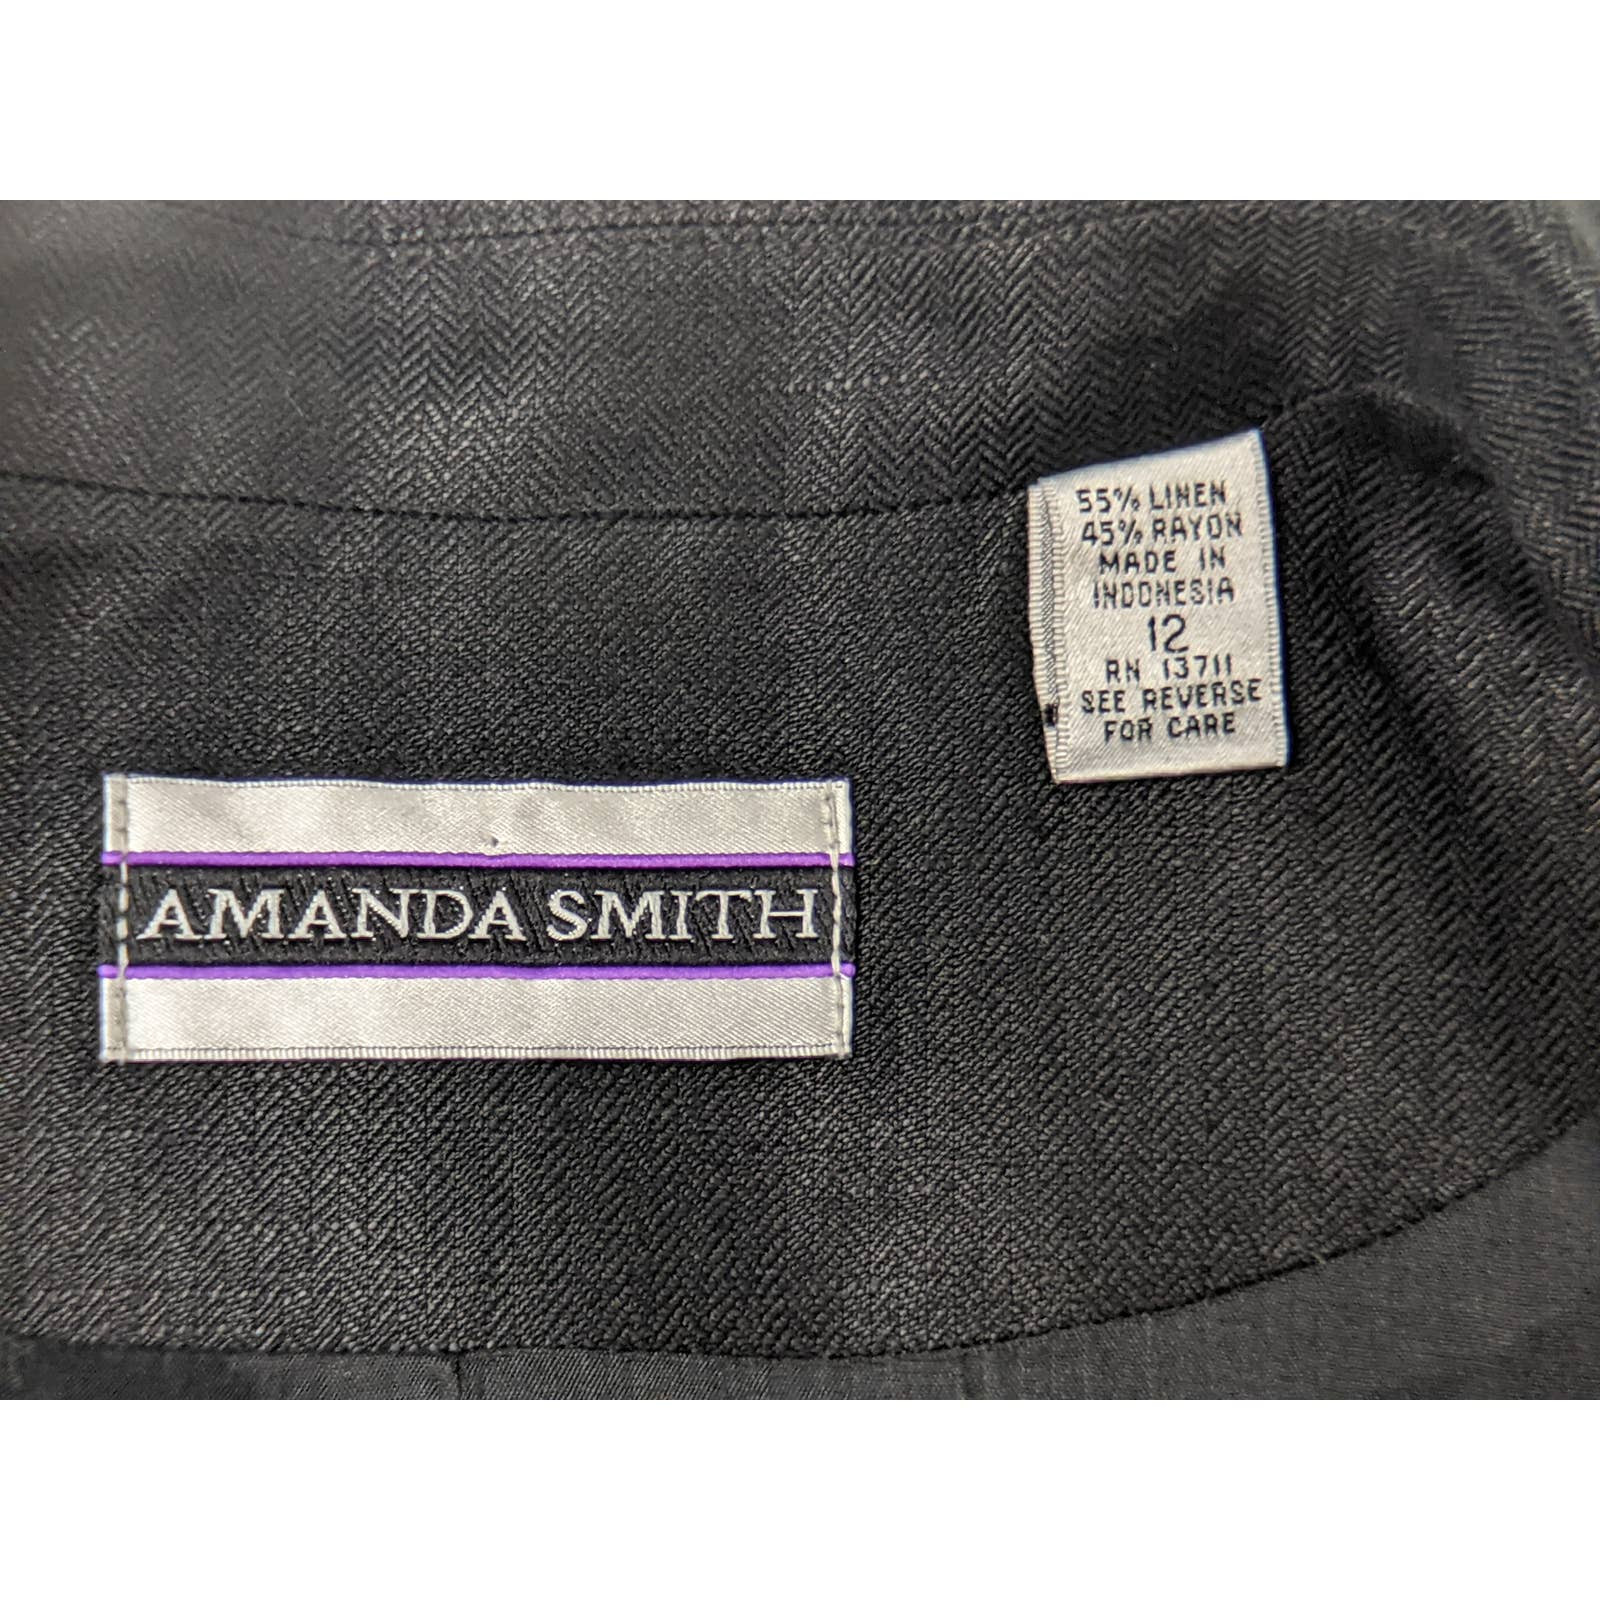 55% LINEN
45% RAYON
MADE IN
INDONESIA
12
RN 13711
SEE REVERSE
FOR CARE
AMANDA SMITH